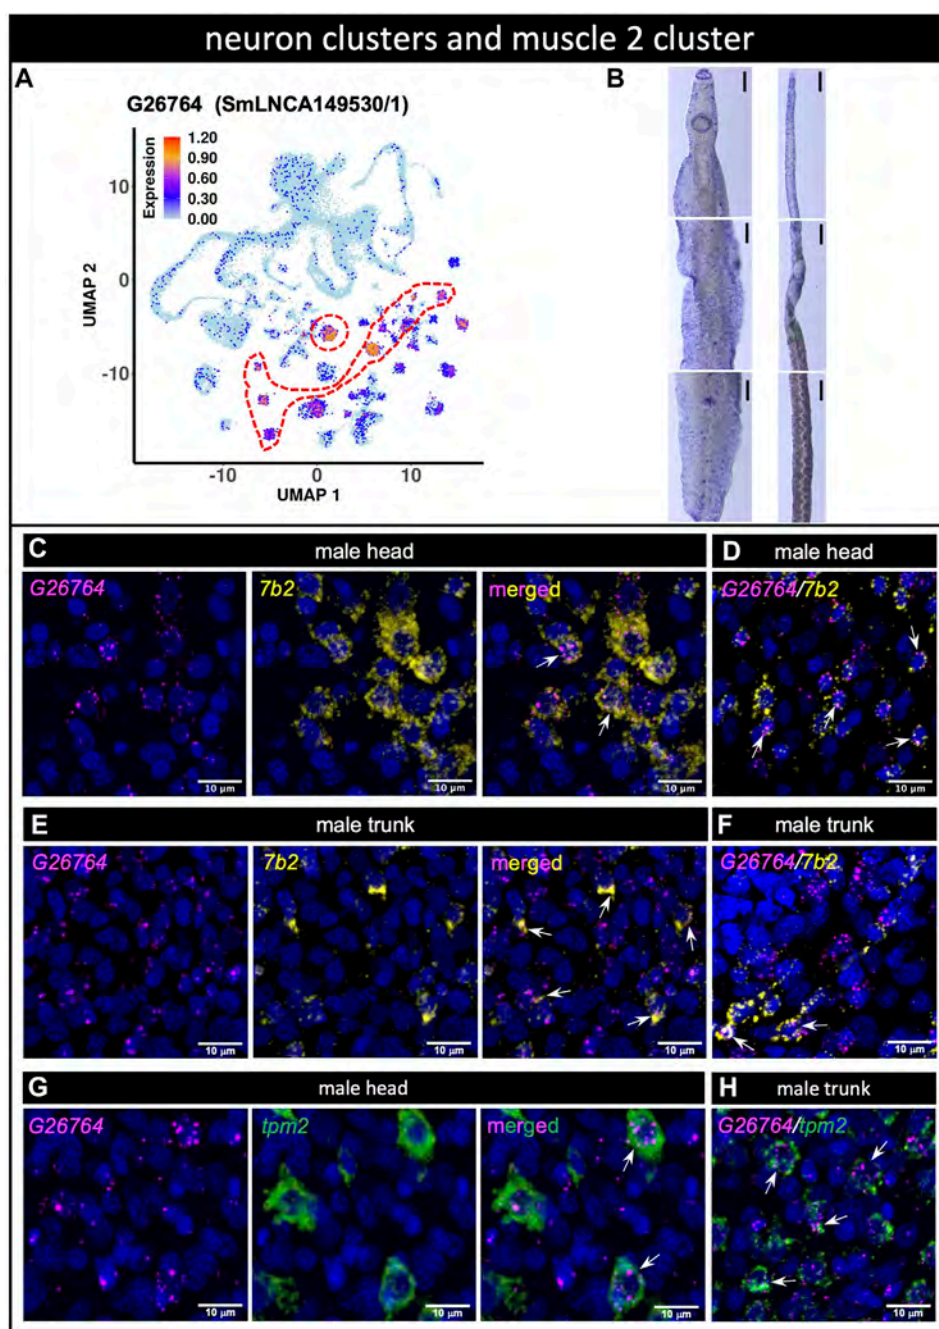 neuron clusters and muscle 2 cluster
A
G26764 (SmLNCA149530/1)
Expression
1.20
0.90
0.60
0.30
0.00
10
0
-10
UMAP 2
-10
0
10
UMAP 1
B
C
male head
G26764
7b2
merged
10 µm
10 µm
10 µm
D
male head
G26764/7b2
10 µm
E
male trunk
G26764
7b2
merged
10 µm
10 µm
10 µm
F
male trunk
G26764/7b2
10 µm
G
male head
G26764
tpm2
merged
10 µm
10 µm
10 µm
H
male trunk
G26764/tpm2
10 µm